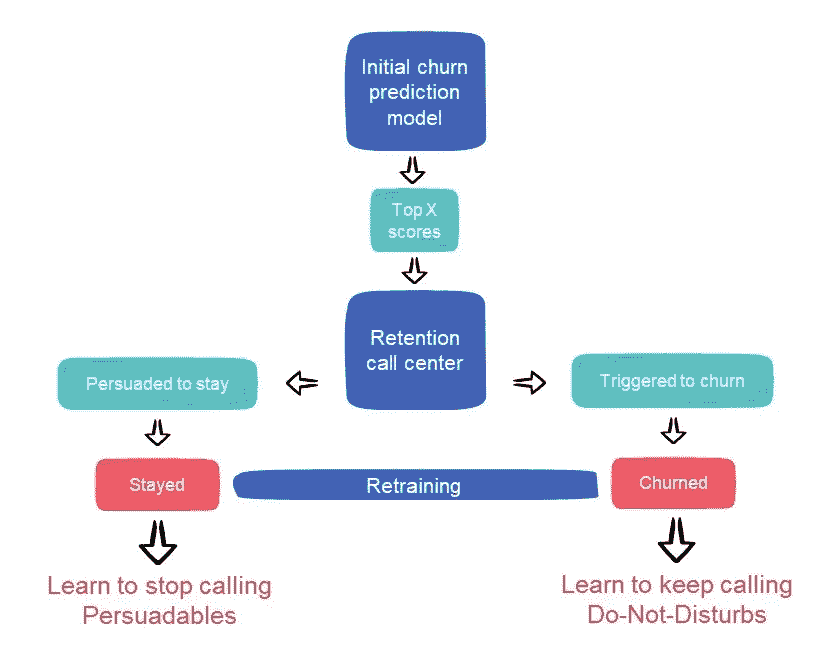 Initial churn
prediction
model
Top X
scores
Retention
call center
Persuaded to stay
Triggered to churn
Stayed
Retraining
Churned
Learn to stop calling
Persuadables
Learn to keep calling
Do-Not-Disturbs